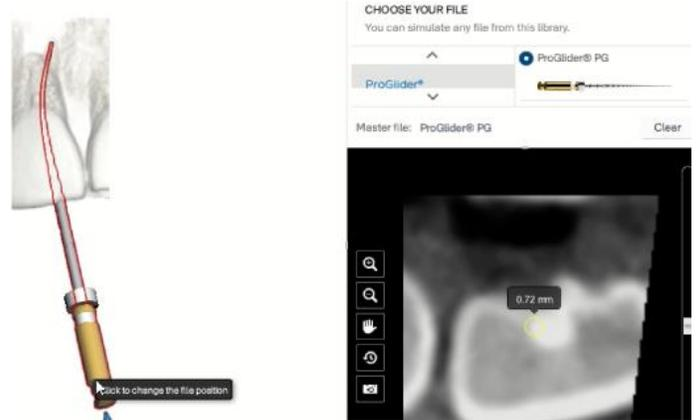 CHOOSE YOUR FILE
You can simulate any file from this library.
ProGlider®
ProGlider® PG
Master file: ProGlider® PG
Clear
0.72 mm
Click to change the file position